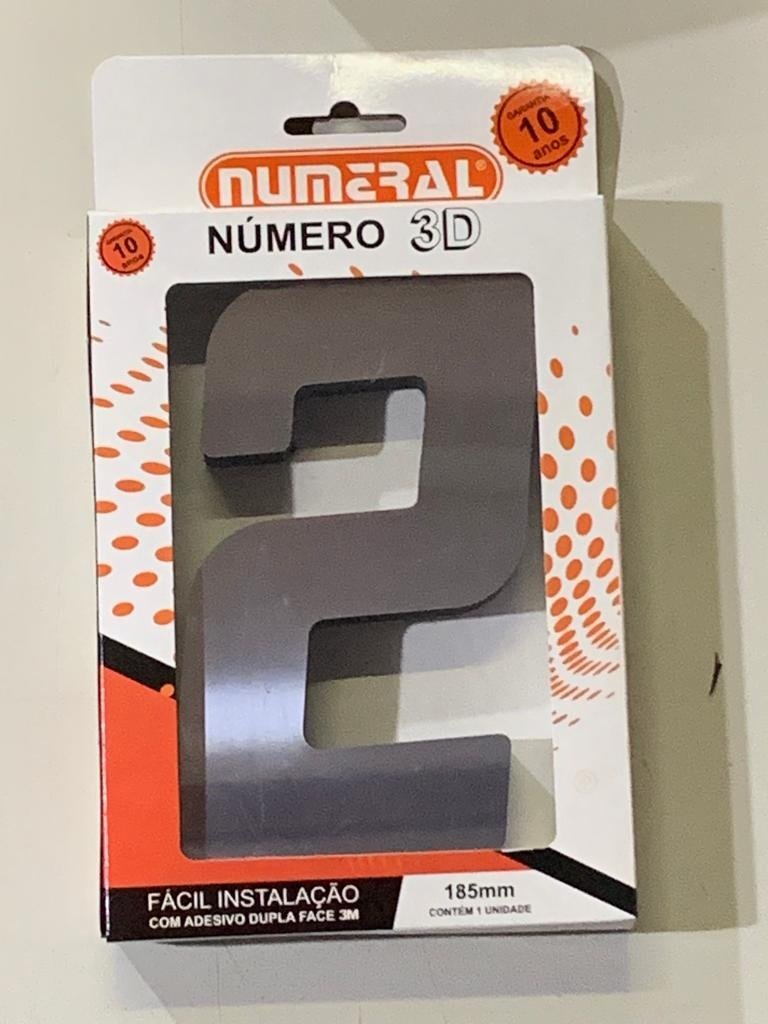 GARANTIA
10
anos
NUMERAL®
NÚMERO 3D
GARANTIA
10
anos
2
FÁCIL INSTALAÇÃO
COM ADESIVO DUPLA FACE 3M
185mm
CONTÉM 1 UNIDADE